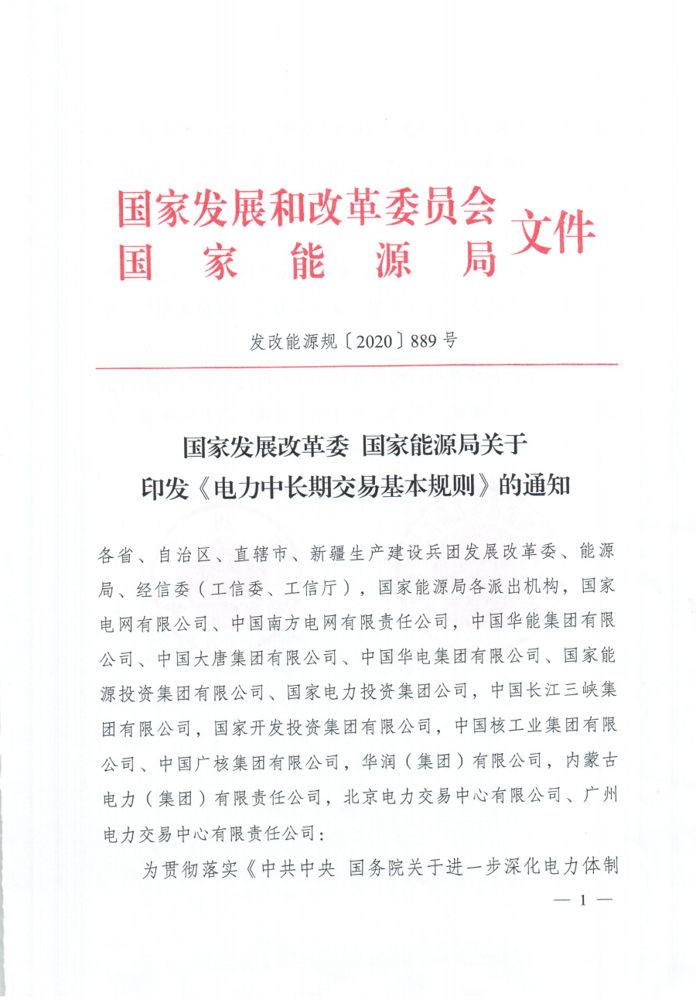 国家发展和改革委员会
国家能源局
文件
发改能源规〔2020〕889号
国家发展改革委 国家能源局关于
印发《电力中长期交易基本规则》的通知
各省、自治区、直辖市、新疆生产建设兵团发展改革委、能源
局、经信委（工信委、工信厅），国家能源局各派出机构，国家
电网有限公司、中国南方电网有限责任公司，中国华能集团有限
公司、中国大唐集团有限公司、中国华电集团有限公司、国家能
源投资集团有限公司、国家电力投资集团公司，中国长江三峡集
团有限公司，国家开发投资集团有限公司，中国核工业集团有限
公司、中国广核集团有限公司，华润（集团）有限公司，内蒙古
电力（集团）有限责任公司，北京电力交易中心有限公司、广州
电力交易中心有限责任公司：
为贯彻落实《中共中央 国务院关于进一步深化电力体制
— 1 —